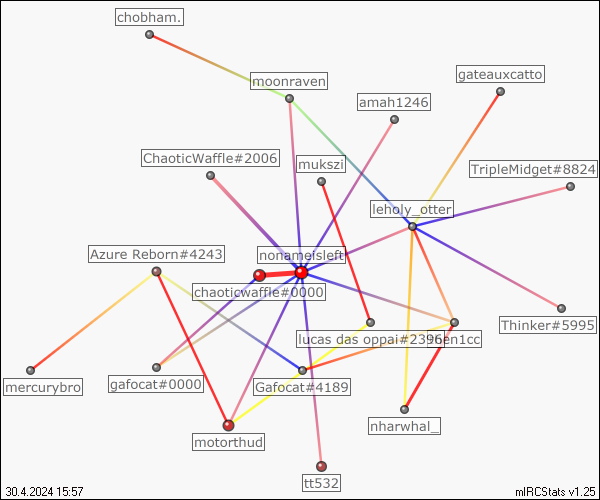 chobham.
moonraven
gateauxcatto
amah1246
ChaoticWaffle#2006
mukszi
TripleMidget#8824
leholy_otter
Azure Reborn#4243
nonameisleft
chaoticwaffle#0000
Thinker#5995
lucas das oppai#2396
en1cc
mercurybro
gafocat#0000
Gafocat#4189
nharwhal_
motorthud
tt532
30.4.2024 15:57
mIRCStats v1.25